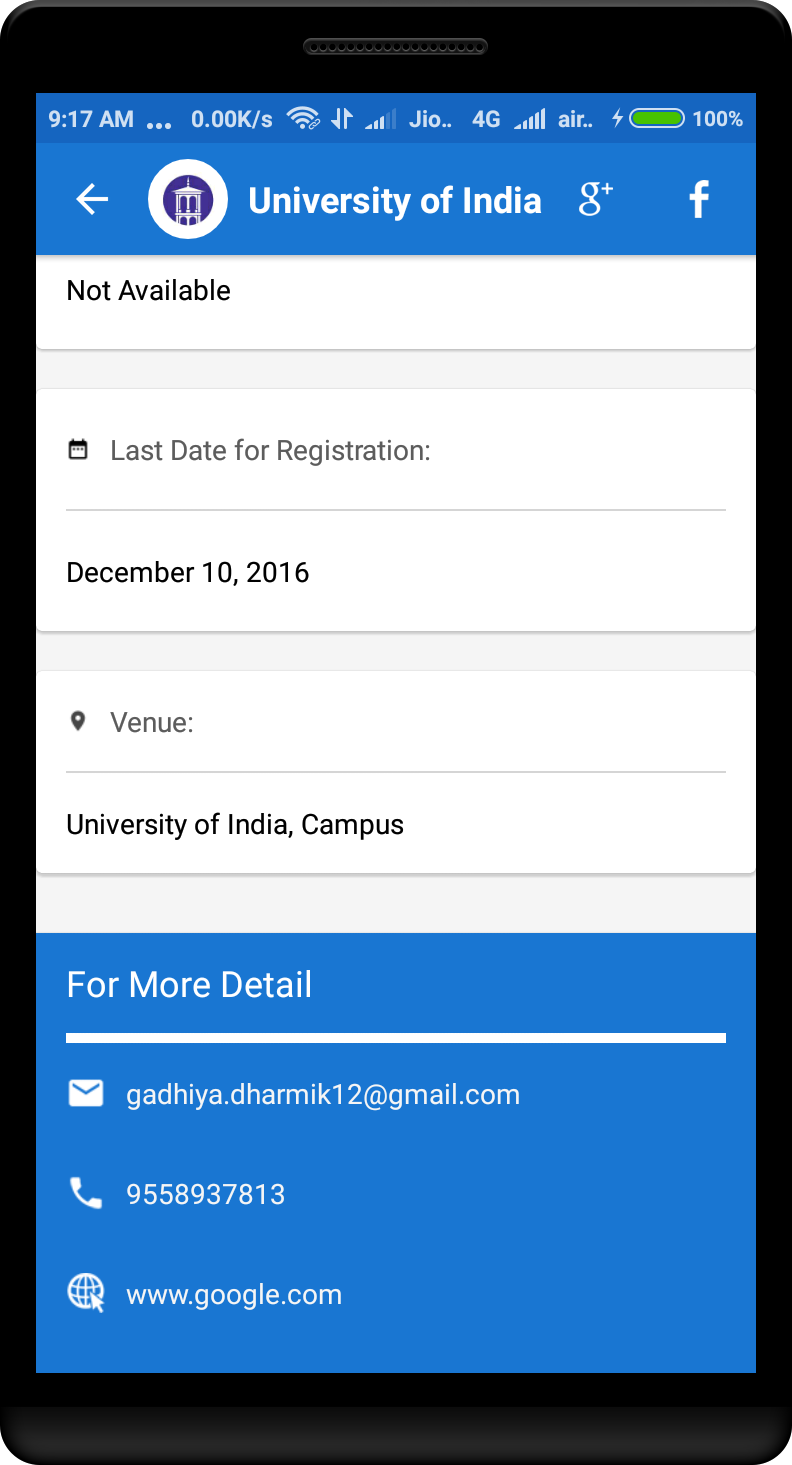 9:17 AM ... 0.00K/s Jio.. 4G air.. 100%
University of India g+ f
Not Available
Last Date for Registration:
December 10, 2016
Venue:
University of India, Campus
For More Detail
gadhiya.dharmik12@gmail.com
9558937813
www.google.com